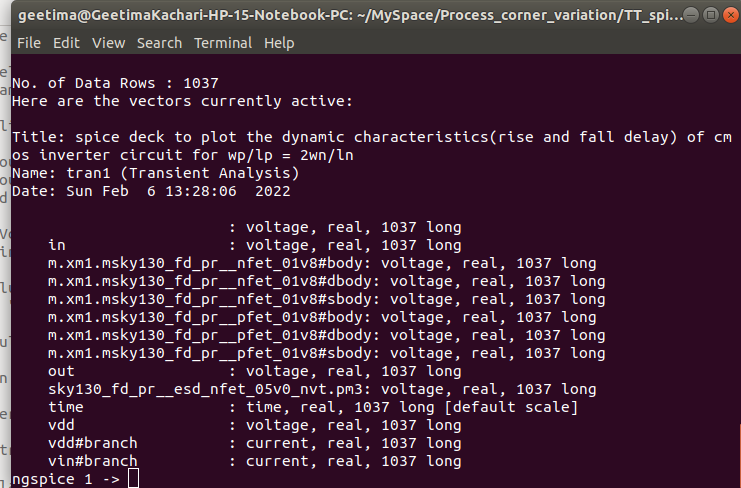 geetima@GeetimaKachari-HP-15-Notebook-PC: ~/MySpace/Process_corner_variation/TT_spi...
File Edit View Search Terminal Help
No. of Data Rows : 1037
Here are the vectors currently active:
Title: spice deck to plot the dynamic characteristics(rise and fall delay) of cm
os inverter circuit for wp/lp = 2wn/ln
Name: tran1 (Transient Analysis)
Date: Sun Feb  6 13:28:06  2022
                        : voltage, real, 1037 long
    in                  : voltage, real, 1037 long
    m.xm1.msky130_fd_pr__nfet_01v8#body: voltage, real, 1037 long
    m.xm1.msky130_fd_pr__nfet_01v8#dbody: voltage, real, 1037 long
    m.xm1.msky130_fd_pr__nfet_01v8#sbody: voltage, real, 1037 long
    m.xm1.msky130_fd_pr__pfet_01v8#body: voltage, real, 1037 long
    m.xm1.msky130_fd_pr__pfet_01v8#dbody: voltage, real, 1037 long
    m.xm1.msky130_fd_pr__pfet_01v8#sbody: voltage, real, 1037 long
    out                 : voltage, real, 1037 long
    sky130_fd_pr__esd_nfet_05v0_nvt.pm3: voltage, real, 1037 long
    time                : time, real, 1037 long [default scale]
    vdd                 : voltage, real, 1037 long
    vdd#branch          : current, real, 1037 long
    vin#branch          : current, real, 1037 long
ngspice 1 ->